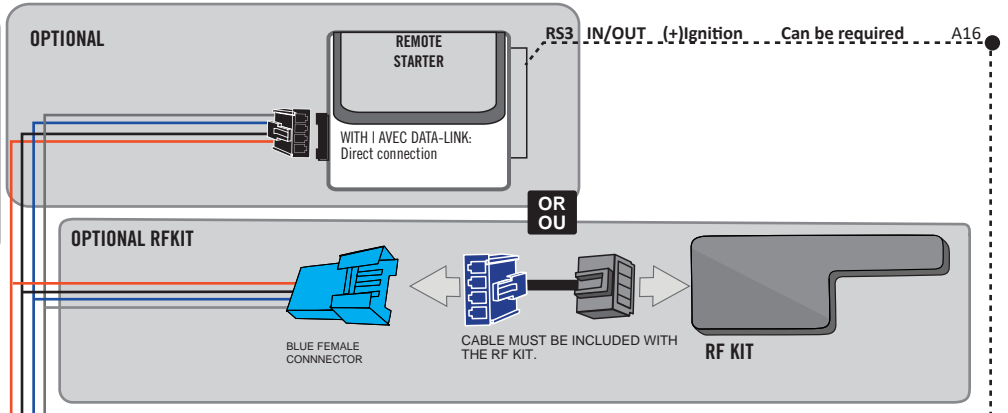 OPTIONAL
REMOTE
STARTER
WITH | AVEC DATA-LINK:
Direct connection
RS3 IN/OUT (+)Ignition Can be required A16
OR
OU
OPTIONAL RFKIT
BLUE FEMALE
CONNNECTOR
CABLE MUST BE INCLUDED WITH
THE RF KIT.
RF KIT